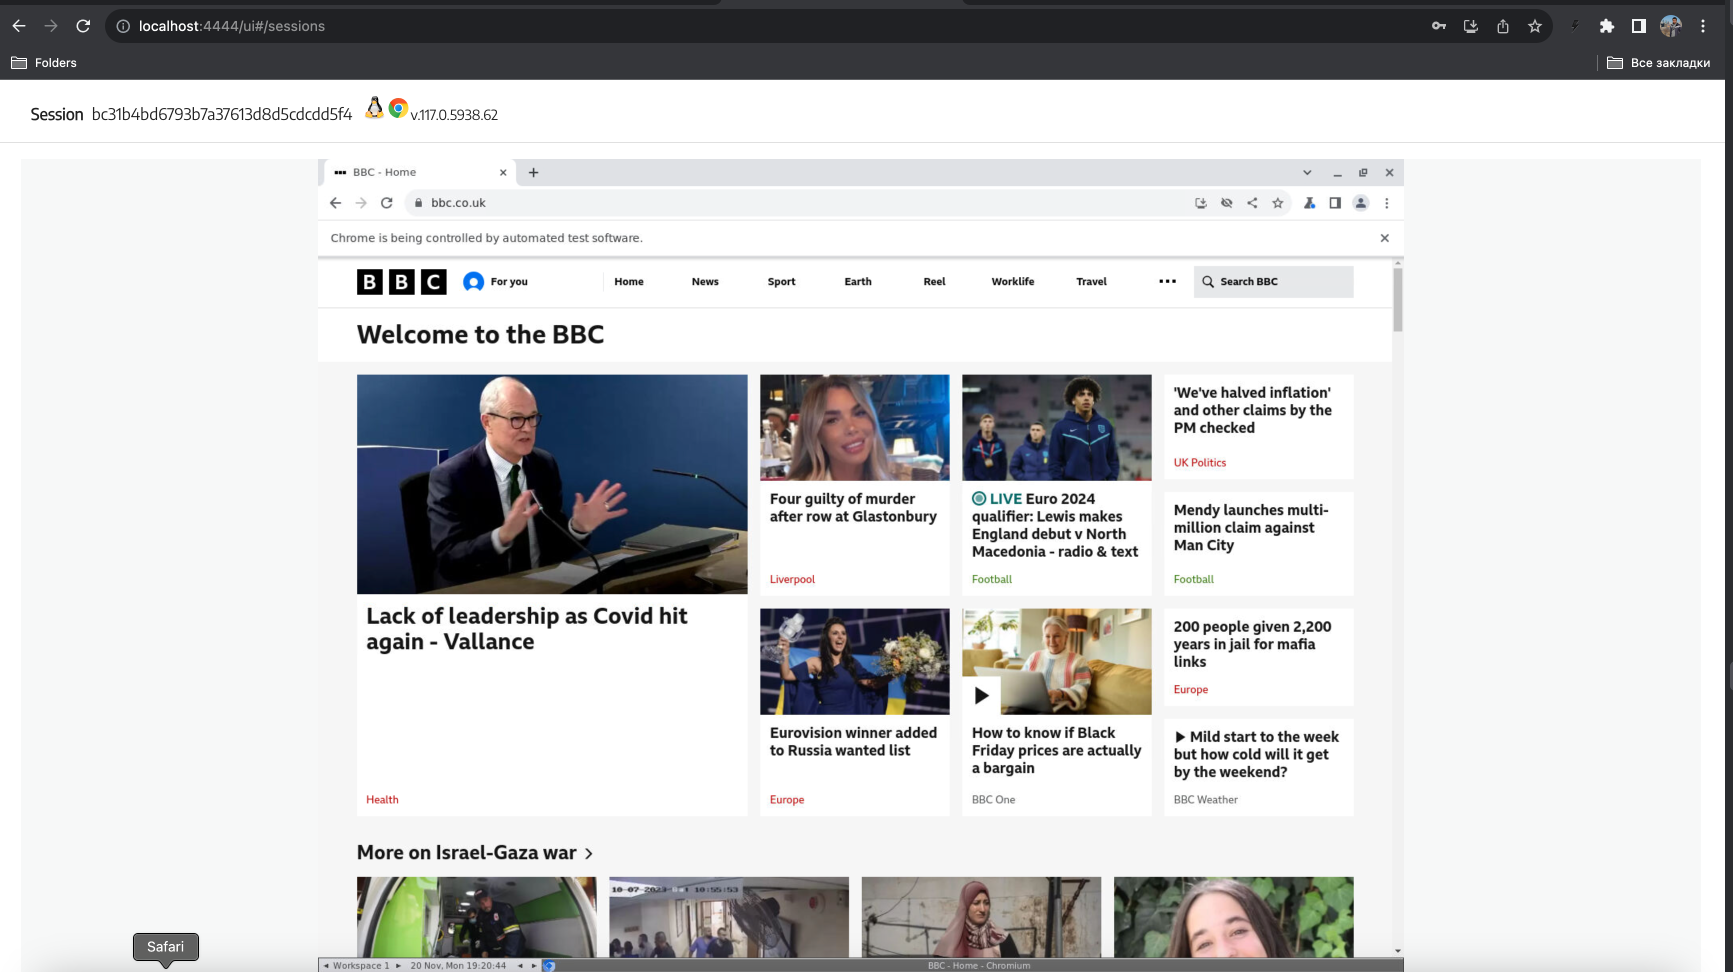 localhost:4444/ui#/sessions
Folders
Все закладки
Session bc31b4bd6793b7a37613d8d5cdcdd5f4 v.117.0.5938.62
BBC - Home
bbc.co.uk
Chrome is being controlled by automated test software.
BBC For you Home News Sport Earth Reel Worklife Travel Search BBC
Welcome to the BBC
Lack of leadership as Covid hit
again - Vallance
Health
Four guilty of murder
after row at Glastonbury
Liverpool
LIVE Euro 2024
qualifier: Lewis makes
England debut v North
Macedonia - radio & text
Football
'We've halved inflation'
and other claims by the
PM checked
UK Politics
Mendy launches multi-
million claim against
Man City
Football
Eurovision winner added
to Russia wanted list
Europe
How to know if Black
Friday prices are actually
a bargain
BBC One
200 people given 2,200
years in jail for mafia
links
Europe
Mild start to the week
but how cold will it get
by the weekend?
BBC Weather
More on Israel-Gaza war
10:55:53
Safari
Workspace 1 20 Nov, Mon 19:20:44 BBC - Home - Chromium